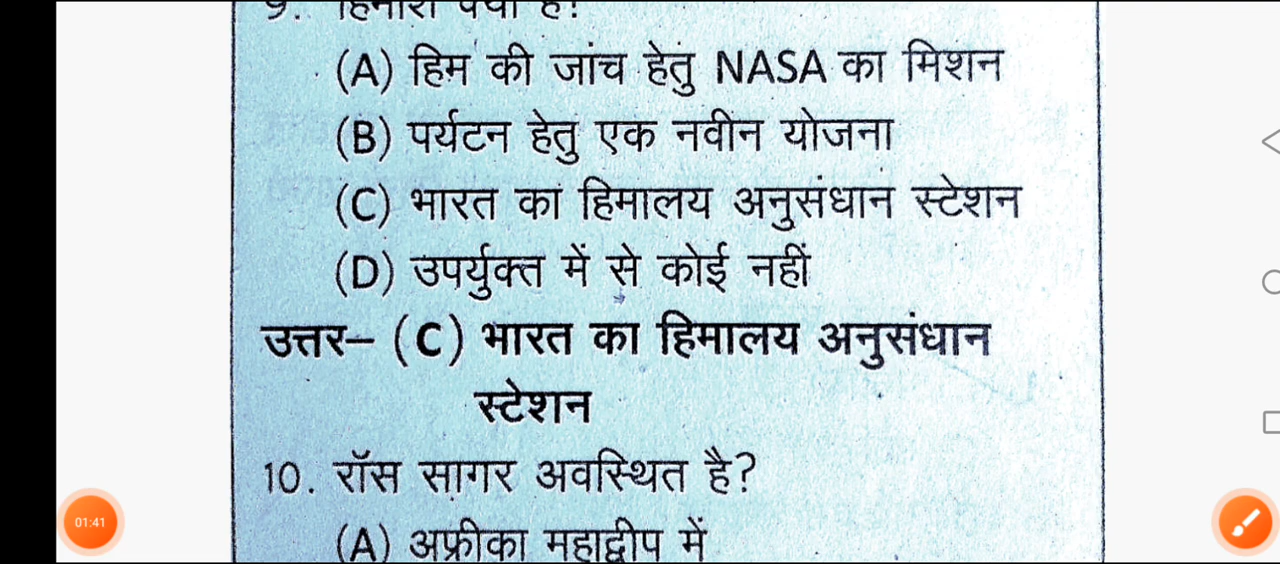 9. हिमांश क्या है?
(A) हिम की जांच हेतु NASA का मिशन
(B) पर्यटन हेतु एक नवीन योजना
(C) भारत का हिमालय अनुसंधान स्टेशन
(D) उपर्युक्त में से कोई नहीं
उत्तर– (C) भारत का हिमालय अनुसंधान
स्टेशन
10. रॉस सागर अवस्थित है?
(A) अफ्रीका महाद्वीप में
01:41